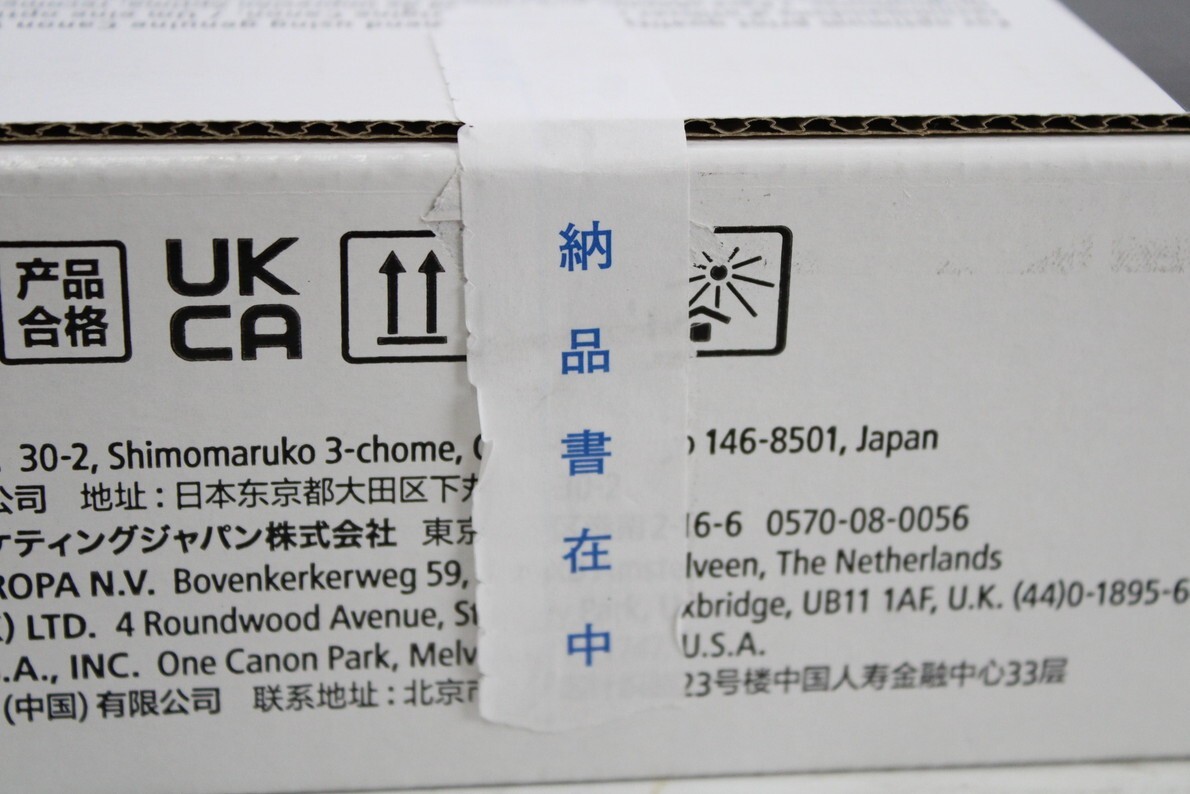 产品
合格
UK
CA
納
品
書
在
中
30-2, Shimomaruko 3-chome, 146-8501, Japan
公司 地址:日本东京都大田区下丸
ケティングジャパン株式会社 東京 16-6 0570-08-0056
ROPA N.V. Bovenkerkerweg 59, lveen, The Netherlands
) LTD. 4 Roundwood Avenue, St xbridge, UB11 1AF, U.K. (44)0-1895-6
.A., INC. One Canon Park, Melv U.S.A.
(中国) 有限公司 联系地址:北京市 23号楼中国人寿金融中心33层